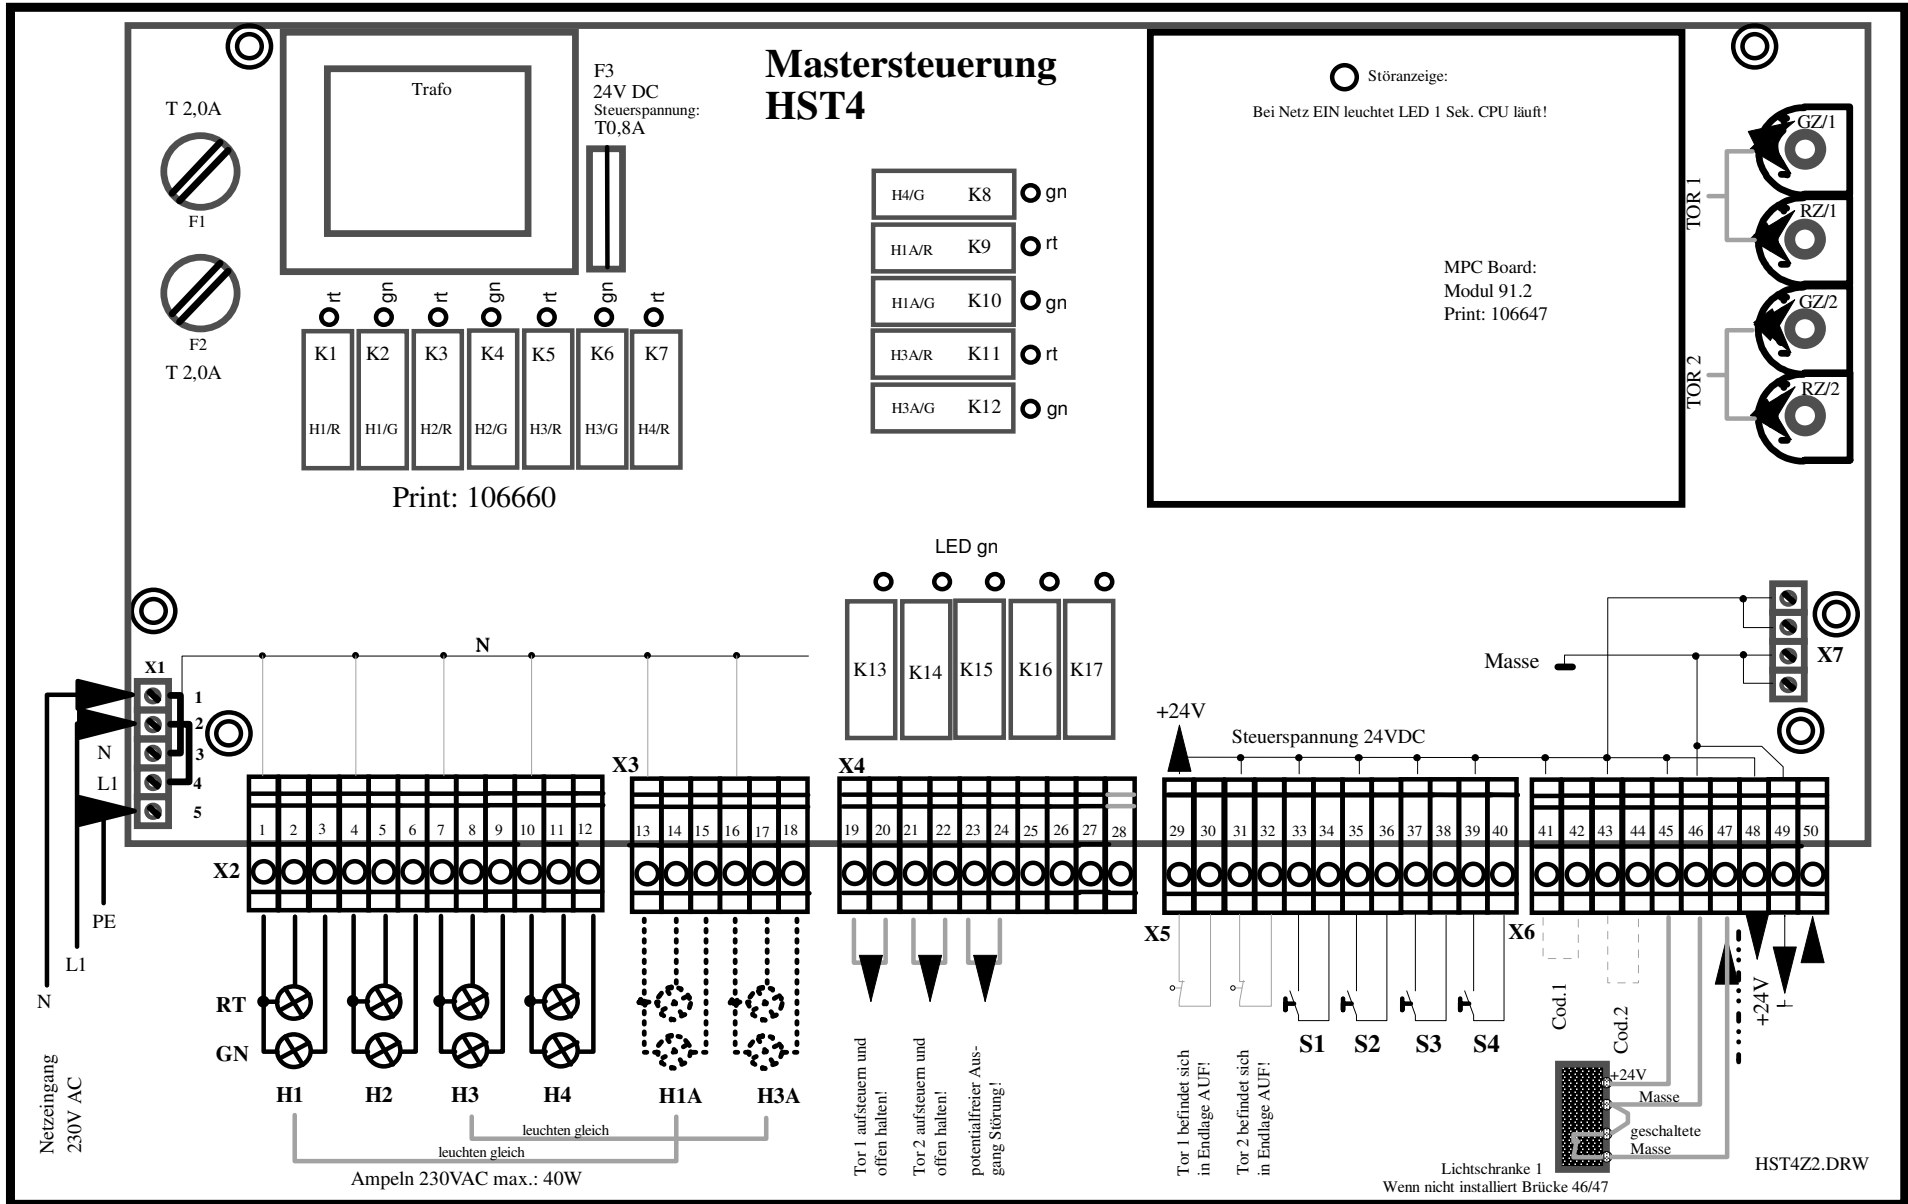 Mastersteuerung
HST4
T 2,0A
F1
F2
T 2,0A
Trafo
F3
24V DC
Steuerspannung:
T0,8A
Störanzeige:
Bei Netz EIN leuchtet LED 1 Sek. CPU läuft!
MPC Board:
Modul 91.2
Print: 106647
GZ/1
RZ/1
GZ/2
RZ/2
TOR 1
TOR 2
H4/G K8 gn
H1A/R K9 rt
H1A/G K10 gn
H3A/R K11 rt
H3A/G K12 gn
rt gn rt gn rt gn rt
K1 K2 K3 K4 K5 K6 K7
H1/R H1/G H2/R H2/G H3/R H3/G H4/R
Print: 106660
LED gn
K13 K14 K15 K16 K17
N
Masse
X7
X1
1
2
N 3
L1 4
5
+24V
Steuerspannung 24VDC
X3
X4
1 2 3 4 5 6 7 8 9 10 11 12
13 14 15 16 17 18
19 20 21 22 23 24 25 26 27 28
29 30 31 32 33 34 35 36 37 38 39 40
41 42 43 44 45 46 47 48 49 50
X2
X5
X6
PE
L1
N
Netzeingang
230V AC
RT
GN
H1 H2 H3 H4 H1A H3A
leuchten gleich
leuchten gleich
Ampeln 230VAC max.: 40W
Tor 1 aufsteuern und
offen halten!
Tor 2 aufsteuern und
offen halten!
potentialfreier Aus-
gang Störung!
Tor 1 befindet sich
in Endlage AUF!
Tor 2 befindet sich
in Endlage AUF!
S1 S2 S3 S4
Cod.1
Cod.2
+24V
+24V
Masse
geschaltete
Masse
Lichtschranke 1
Wenn nicht installiert Brücke 46/47
HST4Z2.DRW